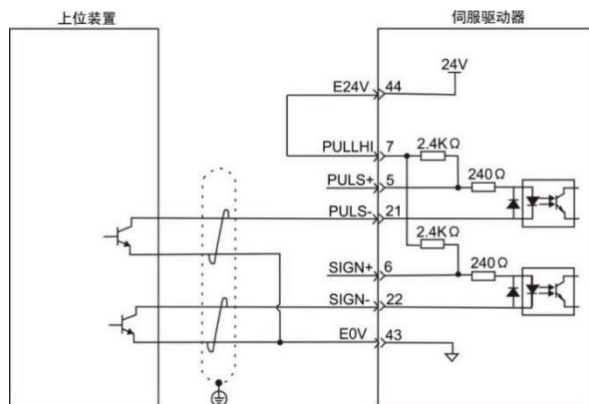 上位装置 伺服驱动器
24V
E24V 44
PULLHI 7 2.4KΩ
PULS+ 5 240Ω
PULS- 21
2.4KΩ
SIGN+ 6 240Ω
SIGN- 22
E0V 43